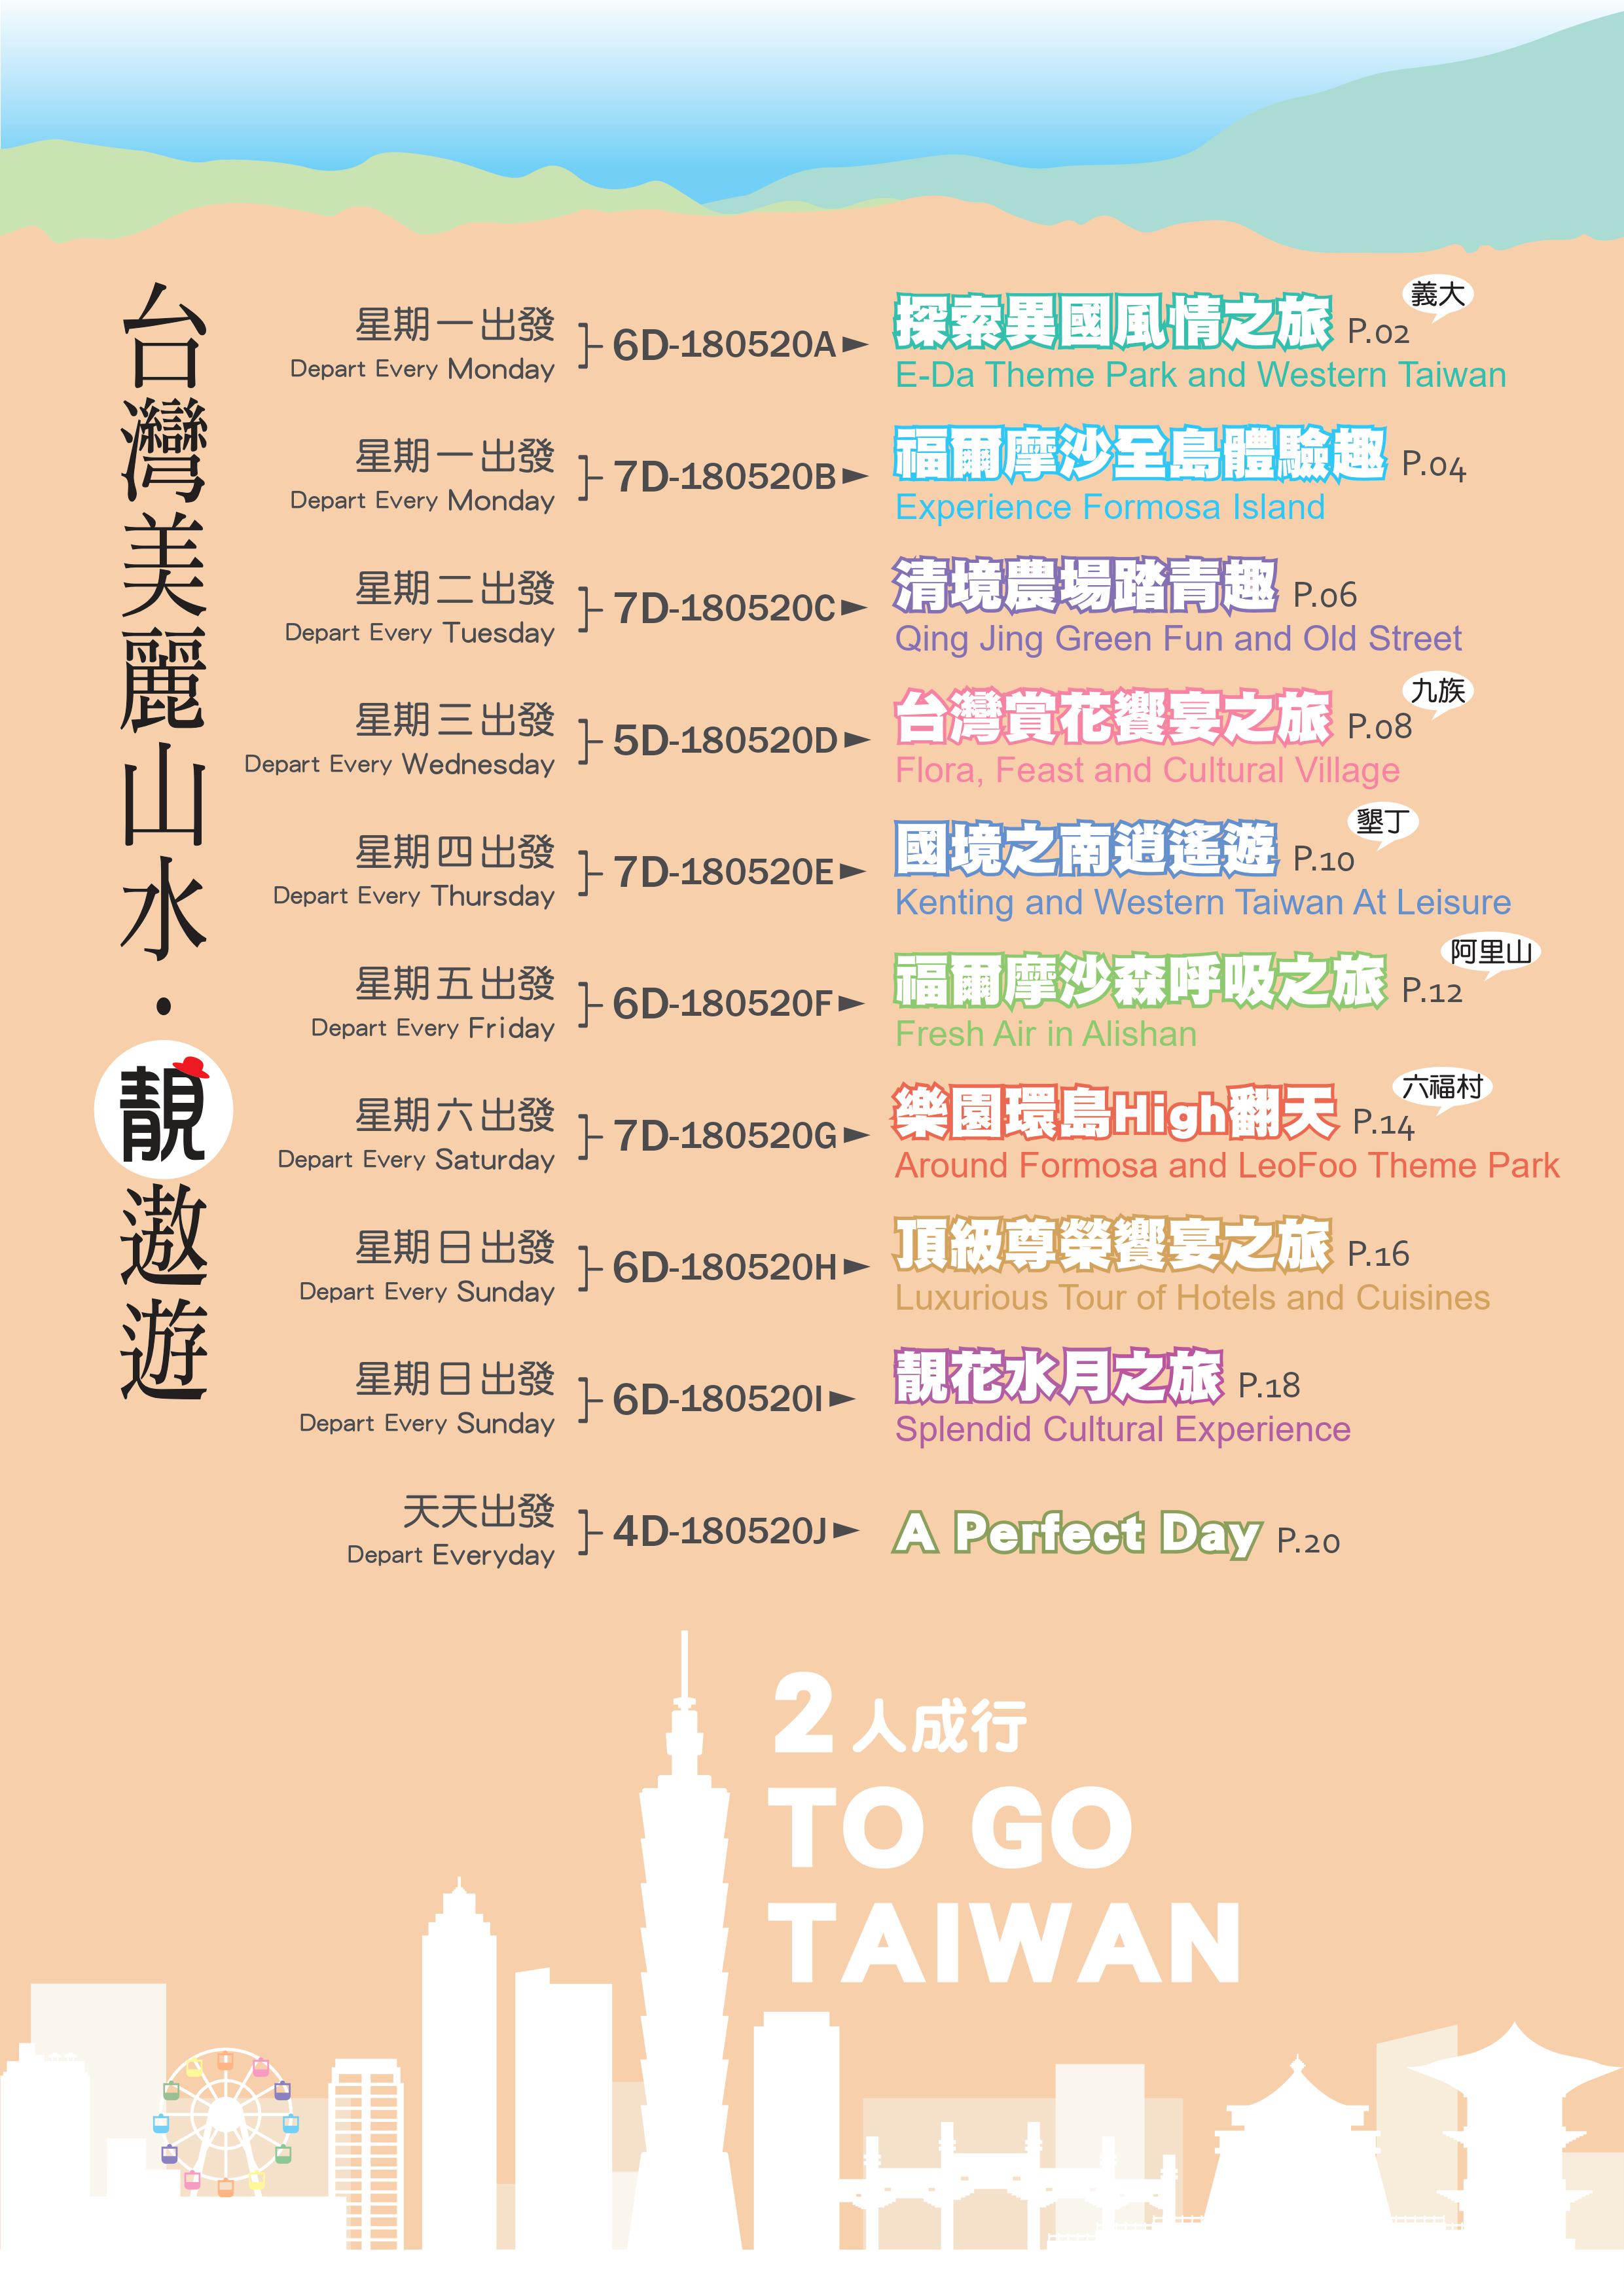 台灣美麗山水・靚遨遊
星期一出發
Depart Every Monday
6D-180520A
探索異國風情之旅 P.02
義大
E-Da Theme Park and Western Taiwan
星期一出發
Depart Every Monday
7D-180520B
福爾摩沙全島體驗趣 P.04
Experience Formosa Island
星期二出發
Depart Every Tuesday
7D-180520C
清境農場踏青趣 P.06
Qing Jing Green Fun and Old Street
星期三出發
Depart Every Wednesday
5D-180520D
台灣賞花饗宴之旅 P.08
九族
Flora, Feast and Cultural Village
星期四出發
Depart Every Thursday
7D-180520E
國境之南逍遙遊 P.10
墾丁
Kenting and Western Taiwan At Leisure
星期五出發
Depart Every Friday
6D-180520F
福爾摩沙森呼吸之旅 P.12
阿里山
Fresh Air in Alishan
星期六出發
Depart Every Saturday
7D-180520G
樂園環島High翻天 P.14
六福村
Around Formosa and LeoFoo Theme Park
星期日出發
Depart Every Sunday
6D-180520H
頂級尊榮饗宴之旅 P.16
Luxurious Tour of Hotels and Cuisines
星期日出發
Depart Every Sunday
6D-180520I
靚花水月之旅 P.18
Splendid Cultural Experience
天天出發
Depart Everyday
4D-180520J
A Perfect Day P.20
2人成行
TO GO
TAIWAN